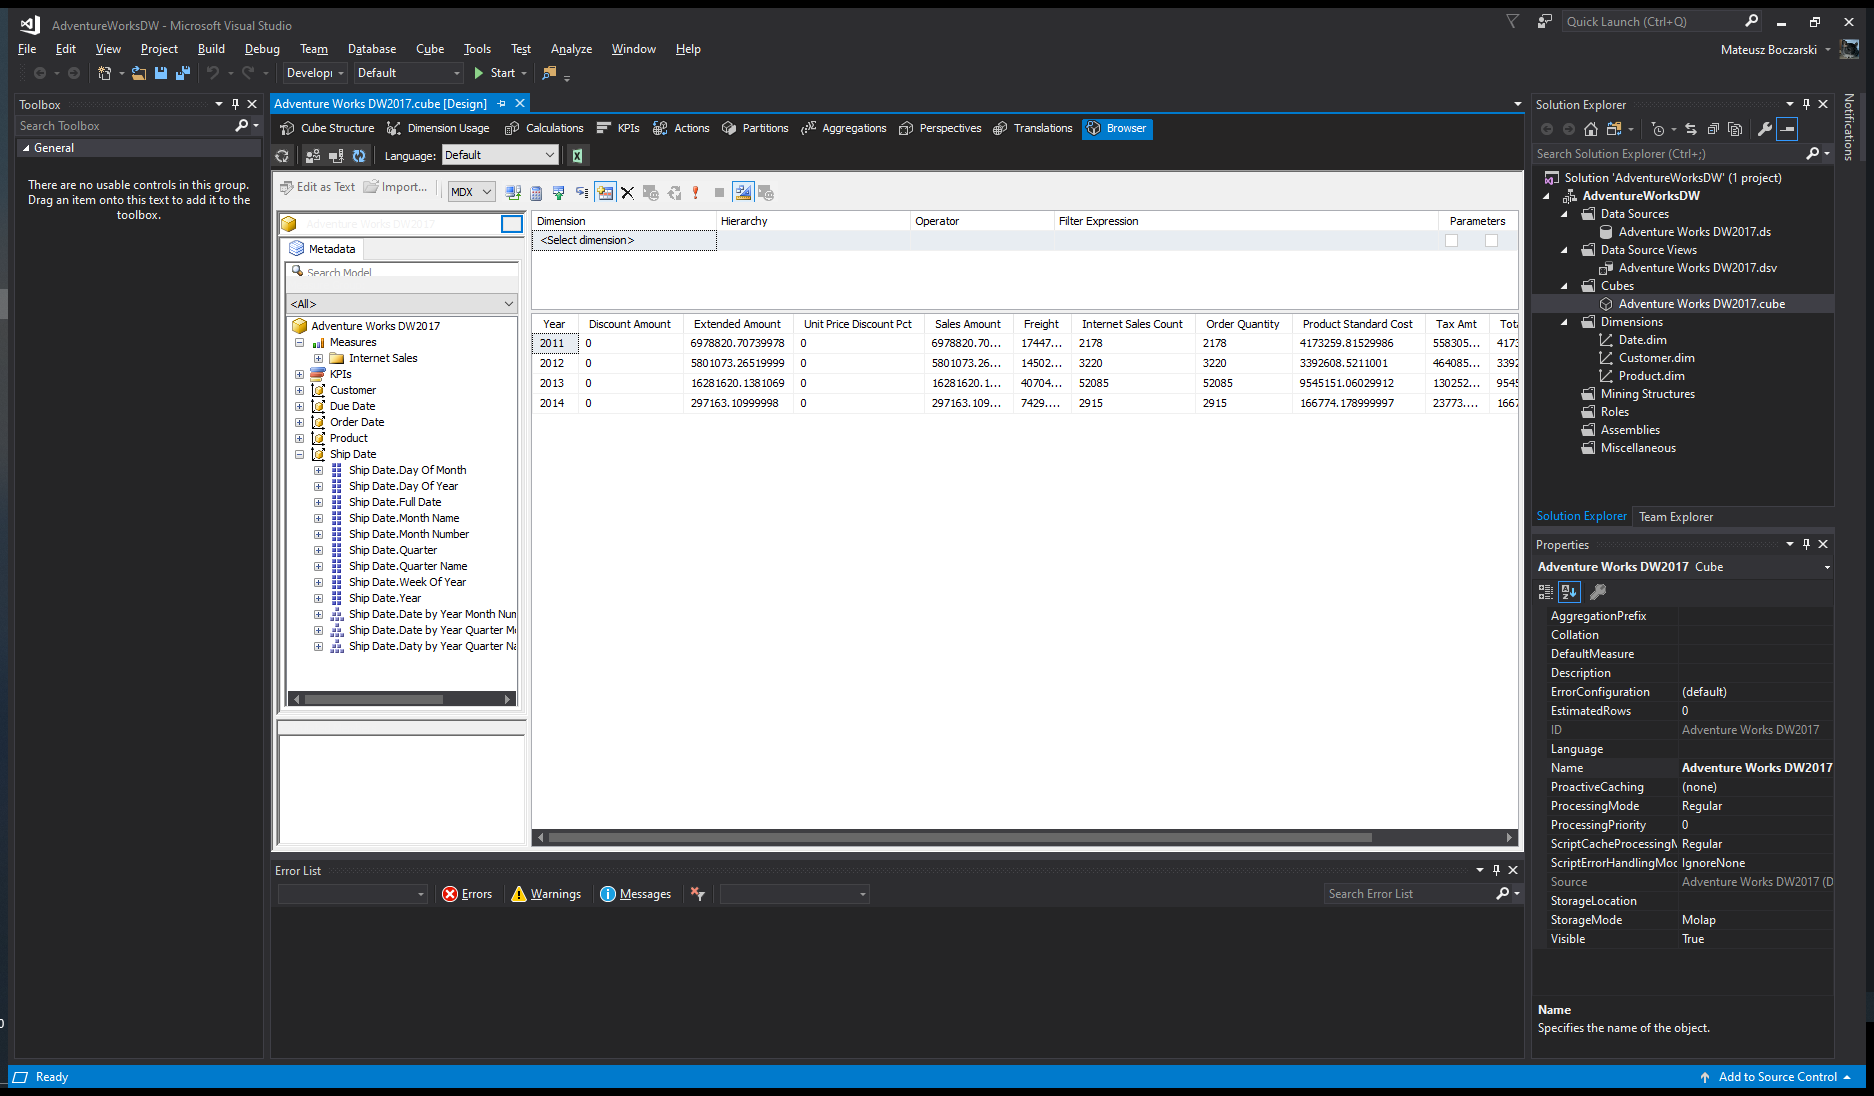 AdventureWorksDW - Microsoft Visual Studio
Quick Launch (Ctrl+Q)
File Edit View Project Build Debug Team Database Cube Tools Test Analyze Window Help
Mateusz Boczarski
Developi Default Start
Toolbox
Search Toolbox
General
There are no usable controls in this group.
Drag an item onto this text to add it to the
toolbox.
Adventure Works DW2017.cube [Design]
Cube Structure Dimension Usage Calculations KPIs Actions Partitions Aggregations Perspectives Translations Browser
Language: Default
Edit as Text Import... MDX
Adventure Works DW2017
Metadata
Search Model
<All>
Adventure Works DW2017
Measures
Internet Sales
KPIs
Customer
Due Date
Order Date
Product
Ship Date
Ship Date.Day Of Month
Ship Date.Day Of Year
Ship Date.Full Date
Ship Date.Month Name
Ship Date.Month Number
Ship Date.Quarter
Ship Date.Quarter Name
Ship Date.Week Of Year
Ship Date.Year
Ship Date.Date by Year Month Num
Ship Date.Date by Year Quarter M
Ship Date.Daty by Year Quarter Na
Dimension Hierarchy Operator Filter Expression Parameters
<Select dimension>
Year Discount Amount Extended Amount Unit Price Discount Pct Sales Amount Freight Internet Sales Count Order Quantity Product Standard Cost Tax Amt Tota
2011 0 6978820.70739978 0 6978820.70... 17447... 2178 2178 4173259.81529986 558305... 4173
2012 0 5801073.26519999 0 5801073.26... 14502... 3220 3220 3392608.5211001 464085... 3392
2013 0 16281620.1381069 0 16281620.1... 40704... 52085 52085 9545151.06029912 130252... 9545
2014 0 297163.10999998 0 297163.109... 7429.... 2915 2915 166774.178999997 23773.... 1667
Error List
Errors Warnings Messages
Search Error List
Solution Explorer
Search Solution Explorer (Ctrl+;)
Solution 'AdventureWorksDW' (1 project)
AdventureWorksDW
Data Sources
Adventure Works DW2017.ds
Data Source Views
Adventure Works DW2017.dsv
Cubes
Adventure Works DW2017.cube
Dimensions
Date.dim
Customer.dim
Product.dim
Mining Structures
Roles
Assemblies
Miscellaneous
Solution Explorer Team Explorer
Properties
Adventure Works DW2017 Cube
AggregationPrefix
Collation
DefaultMeasure
Description
ErrorConfiguration (default)
EstimatedRows 0
ID Adventure Works DW2017
Language
Name Adventure Works DW2017
ProactiveCaching (none)
ProcessingMode Regular
ProcessingPriority 0
ScriptCacheProcessingM Regular
ScriptErrorHandlingMod IgnoreNone
Source Adventure Works DW2017 (D
StorageLocation
StorageMode Molap
Visible True
Name
Specifies the name of the object.
Notifications
Ready
Add to Source Control